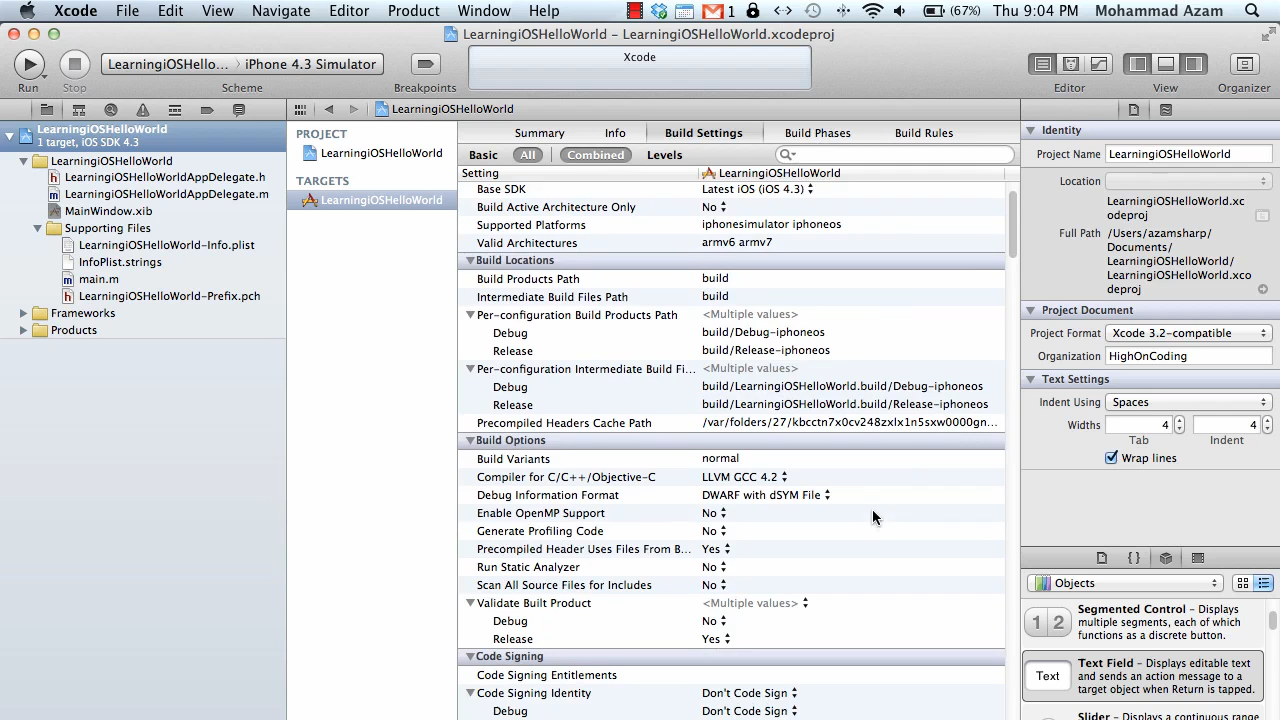 Xcode File Edit View Navigate Editor Product Window Help 1 (67%) Thu 9:04 PM Mohammad Azam
LearningiOSHelloWorld – LearningiOSHelloWorld.xcodeproj
LearningiOSHello... iPhone 4.3 Simulator
Xcode
Run Stop Scheme Breakpoints Editor View Organizer
LearningiOSHelloWorld
1 target, iOS SDK 4.3
LearningiOSHelloWorld
LearningiOSHelloWorldAppDelegate.h
LearningiOSHelloWorldAppDelegate.m
MainWindow.xib
Supporting Files
LearningiOSHelloWorld-Info.plist
InfoPlist.strings
main.m
LearningiOSHelloWorld-Prefix.pch
Frameworks
Products
LearningiOSHelloWorld
PROJECT
LearningiOSHelloWorld
TARGETS
LearningiOSHelloWorld
Summary Info Build Settings Build Phases Build Rules
Basic All Combined Levels
Setting LearningiOSHelloWorld
Base SDK Latest iOS (iOS 4.3)
Build Active Architecture Only No
Supported Platforms iphonesimulator iphoneos
Valid Architectures armv6 armv7
Build Locations
Build Products Path build
Intermediate Build Files Path build
Per-configuration Build Products Path <Multiple values>
Debug build/Debug-iphoneos
Release build/Release-iphoneos
Per-configuration Intermediate Build Fi... <Multiple values>
Debug build/LearningiOSHelloWorld.build/Debug-iphoneos
Release build/LearningiOSHelloWorld.build/Release-iphoneos
Precompiled Headers Cache Path /var/folders/27/kbcctn7x0cv248zxlx1n5sxw0000gn...
Build Options
Build Variants normal
Compiler for C/C++/Objective-C LLVM GCC 4.2
Debug Information Format DWARF with dSYM File
Enable OpenMP Support No
Generate Profiling Code No
Precompiled Header Uses Files From B... Yes
Run Static Analyzer No
Scan All Source Files for Includes No
Validate Built Product <Multiple values>
Debug No
Release Yes
Code Signing
Code Signing Entitlements
Code Signing Identity Don't Code Sign
Debug Don't Code Sign
Identity
Project Name LearningiOSHelloWorld
Location
LearningiOSHelloWorld.xc
odeproj
Full Path /Users/azamsharp/
Documents/
LearningiOSHelloWorld/
LearningiOSHelloWorld.xco
deproj
Project Document
Project Format Xcode 3.2-compatible
Organization HighOnCoding
Text Settings
Indent Using Spaces
Widths 4 4
Tab Indent
Wrap lines
{}
Objects
1 2
Segmented Control – Displays
multiple segments, each of which
functions as a discrete button.
Text
Text Field – Displays editable text
and sends an action message to a
target object when Return is tapped.
Slider – Displays a continuous range